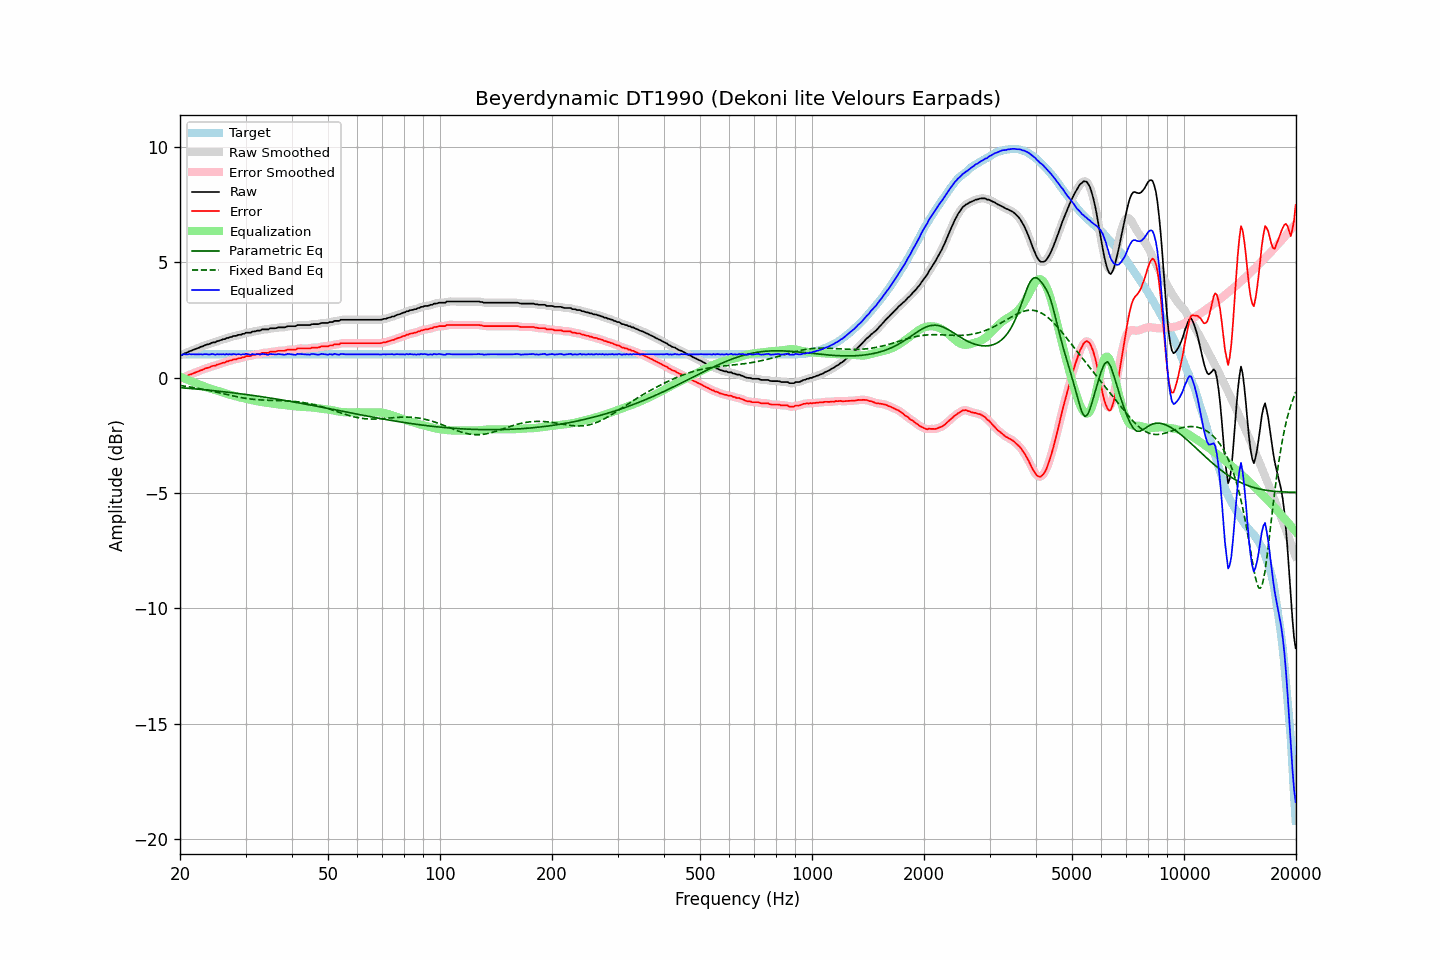 Beyerdynamic DT1990 (Dekoni lite Velours Earpads)
Target
Raw Smoothed
Error Smoothed
Raw
Error
Equalization
Parametric Eq
Fixed Band Eq
Equalized
10
5
0
−5
−10
−15
−20
Amplitude (dBr)
20 50 100 200 500 1000 2000 5000 10000 20000
Frequency (Hz)